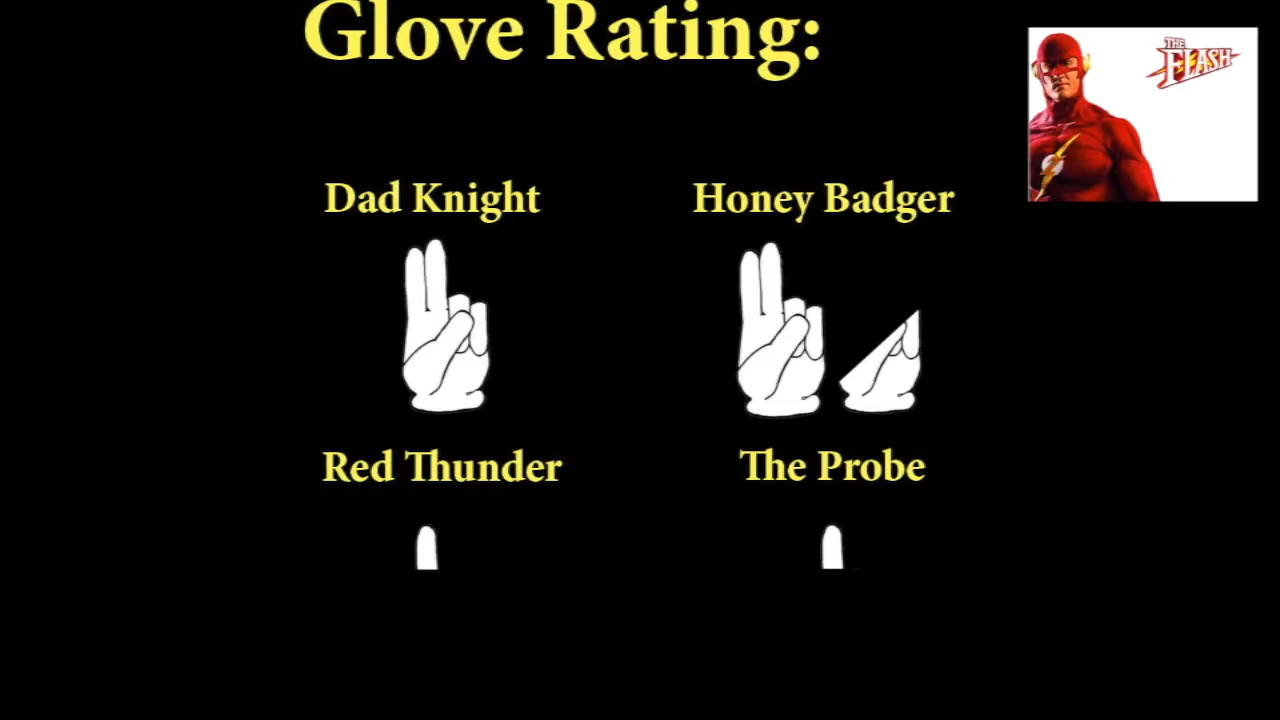 Glove Rating:
THE
FLASH
Dad Knight
Honey Badger
Red Thunder
The Probe